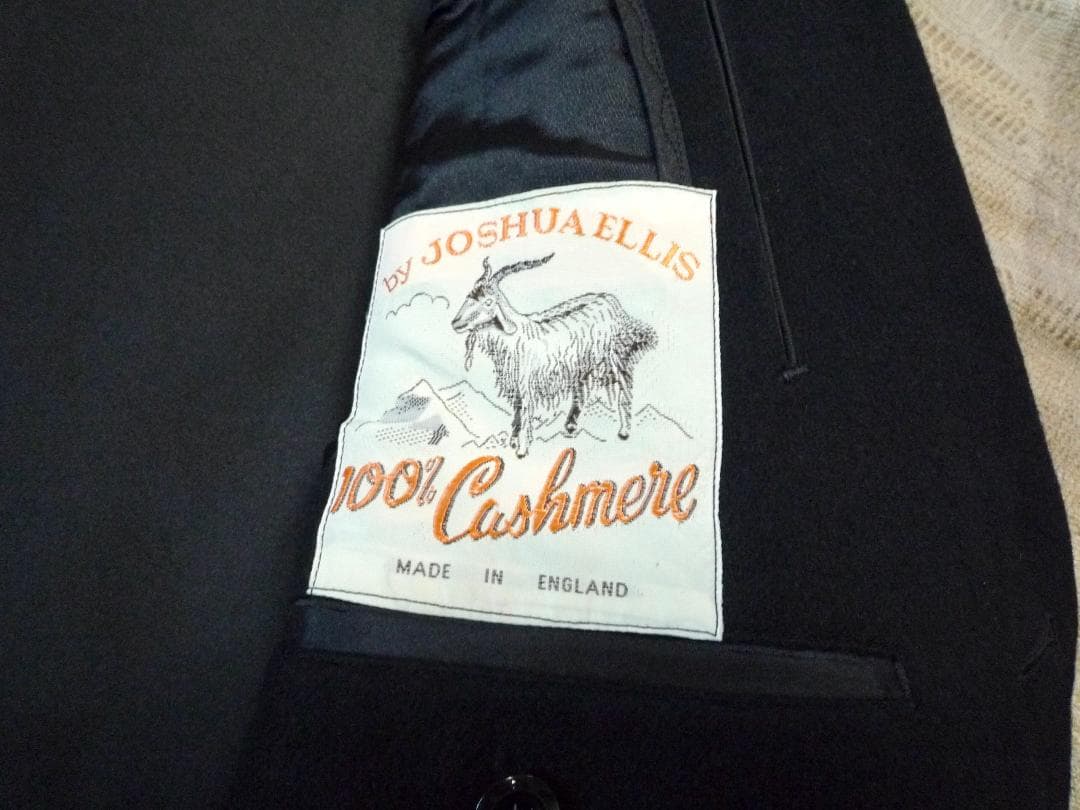 by JOSHUA ELLIS
100% Cashmere
MADE IN ENGLAND